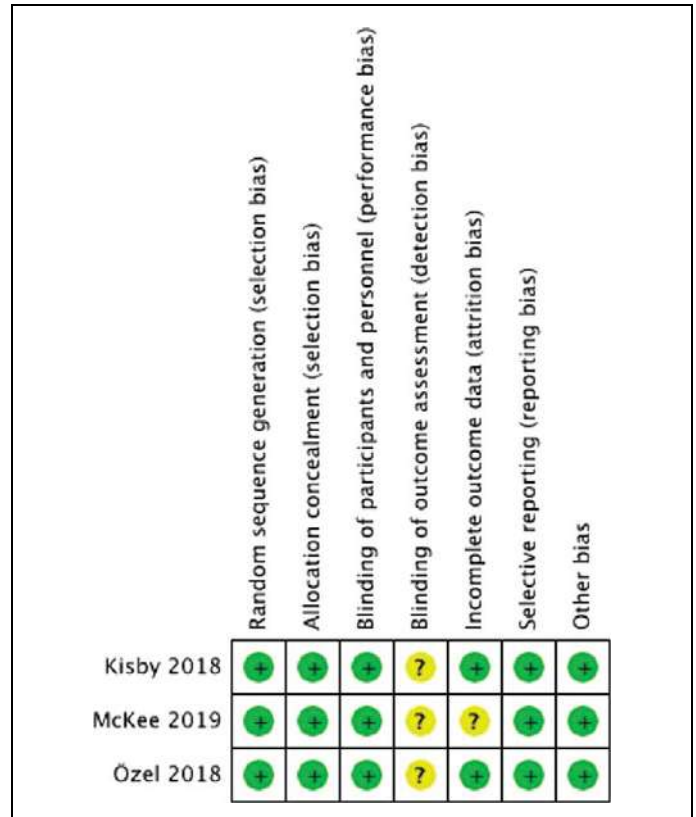 Random sequence generation (selection bias)
Allocation concealment (selection bias)
Blinding of participants and personnel (performance bias)
Blinding of outcome assessment (detection bias)
Incomplete outcome data (attrition bias)
Selective reporting (reporting bias)
Other bias
Kisby 2018 + + + ? + + +
McKee 2019 + + + ? ? + +
Özel 2018 + + + ? + + +